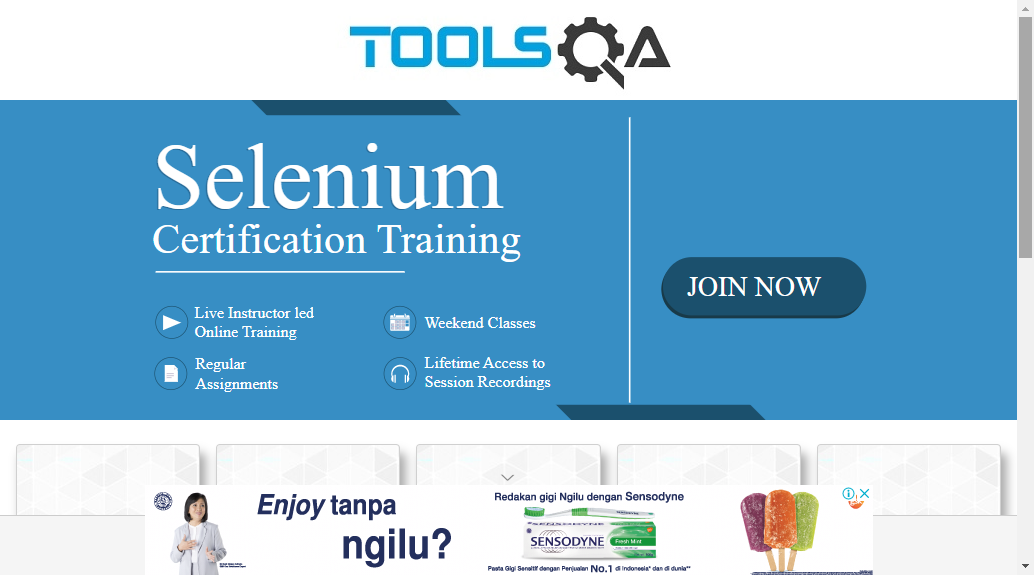 TOOLSQA
Selenium
Certification Training
JOIN NOW
Live Instructor led
Online Training
Weekend Classes
Regular
Assignments
Lifetime Access to
Session Recordings
Enjoy tanpa
ngilu?
Redakan gigi Ngilu dengan Sensodyne
SENSODYNE
SENSODYNE
Fresh Mint
Pasta Gigi Sensitif dengan Penjualan No.1 di Indonesia* dan di dunia**